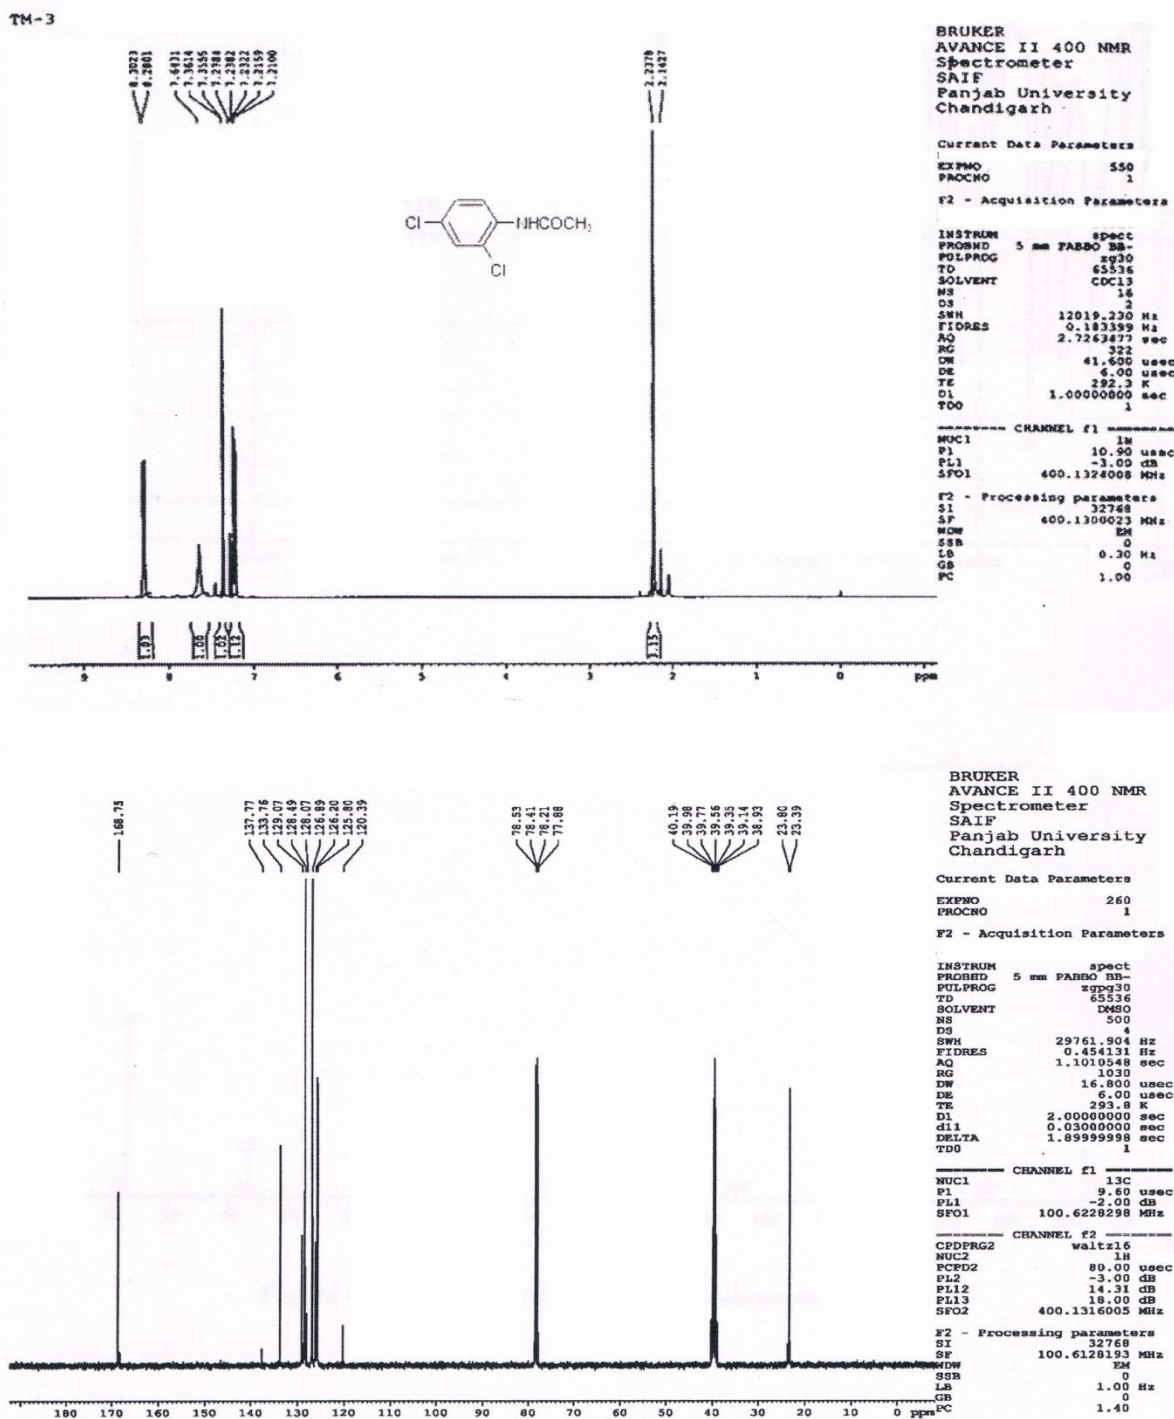 TM-3
8.3023
8.2801
7.6431
7.3614
7.3555
7.2784
7.2382
7.2322
7.2159
7.2100
2.2378
2.1427
Cl
NHCOCH3
Cl
1.03
1.00
1.02
1.12
3.15
9 8 7 6 5 4 3 2 1 0 ppm
BRUKER
AVANCE II 400 NMR
Spectrometer
SAIF
Panjab University
Chandigarh
Current Data Parameters
EXPNO 550
PROCNO 1
F2 - Acquisition Parameters
INSTRUM spect
PROBHD 5 mm PABBO BB-
PULPROG zg30
TD 65536
SOLVENT CDCl3
NS 16
DS 2
SWH 12019.230 Hz
FIDRES 0.183399 Hz
AQ 2.7263477 sec
RG 322
DW 41.600 usec
DE 6.00 usec
TE 292.3 K
D1 1.00000000 sec
TD0 1
======== CHANNEL f1 ========
NUC1 1H
P1 10.90 usec
PL1 -3.00 dB
SFO1 400.1324008 MHz
F2 - Processing parameters
SI 32768
SF 400.1300023 MHz
WDW EM
SSB 0
LB 0.30 Hz
GB 0
PC 1.00
168.75
137.77
133.76
129.07
128.49
128.07
126.89
126.20
125.80
120.39
78.53
78.41
78.21
77.88
40.19
39.98
39.77
39.56
39.35
39.14
38.93
23.80
23.39
180 170 160 150 140 130 120 110 100 90 80 70 60 50 40 30 20 10 0 ppm
BRUKER
AVANCE II 400 NMR
Spectrometer
SAIF
Panjab University
Chandigarh
Current Data Parameters
EXPNO 260
PROCNO 1
F2 - Acquisition Parameters
INSTRUM spect
PROBHD 5 mm PABBO BB-
PULPROG zgpg30
TD 65536
SOLVENT DMSO
NS 500
DS 4
SWH 29761.904 Hz
FIDRES 0.454131 Hz
AQ 1.1010548 sec
RG 1030
DW 16.800 usec
DE 6.00 usec
TE 293.8 K
D1 2.00000000 sec
d11 0.03000000 sec
DELTA 1.89999998 sec
TD0 1
======== CHANNEL f1 ========
NUC1 13C
P1 9.60 usec
PL1 -2.00 dB
SFO1 100.6228298 MHz
======== CHANNEL f2 ========
CPDPRG2 waltz16
NUC2 1H
PCPD2 80.00 usec
PL2 -3.00 dB
PL12 14.31 dB
PL13 18.00 dB
SFO2 400.1316005 MHz
F2 - Processing parameters
SI 32768
SF 100.6128193 MHz
WDW EM
SSB 0
LB 1.00 Hz
GB 0
PC 1.40